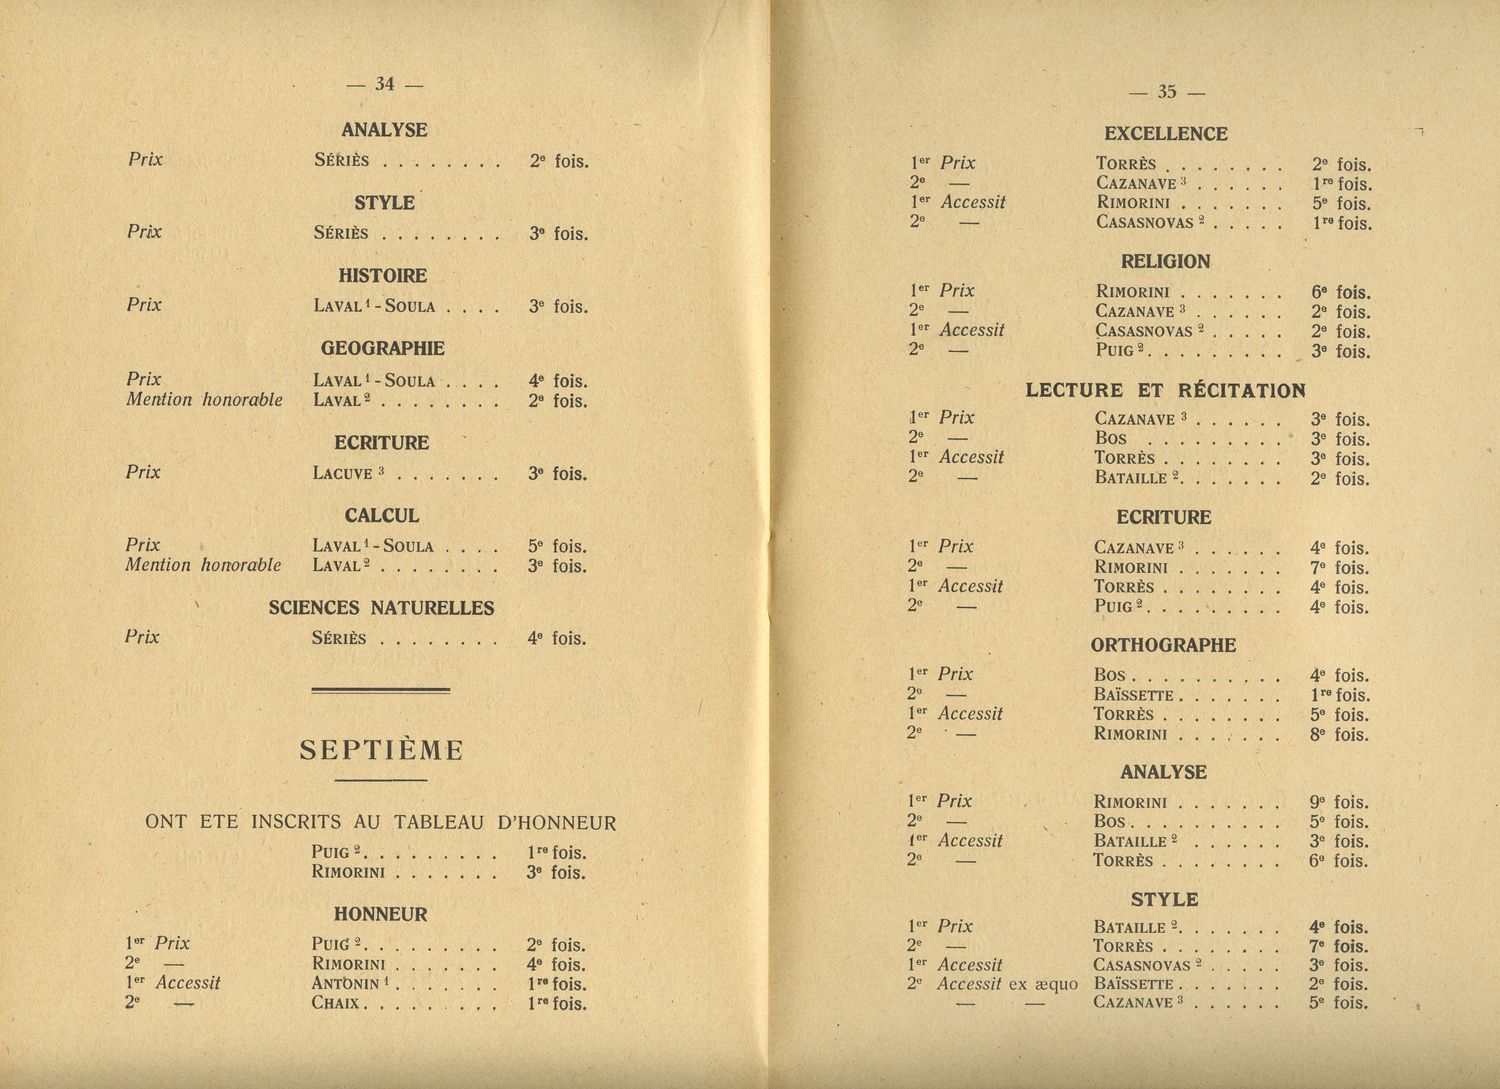 — 34 —
ANALYSE
Prix SÉRIÈS . . . . . . . . 2e fois.
STYLE
Prix SÉRIÈS . . . . . . . . 3e fois.
HISTOIRE
Prix LAVAL 1 - SOULA . . . . 3e fois.
GEOGRAPHIE
Prix LAVAL 1 - SOULA . . . . 4e fois.
Mention honorable LAVAL 2 . . . . . . . . 2e fois.
ECRITURE
Prix LACUVE 3 . . . . . . . 3e fois.
CALCUL
Prix LAVAL 1 - SOULA . . . . 5e fois.
Mention honorable LAVAL 2 . . . . . . . . 3e fois.
SCIENCES NATURELLES
Prix SÉRIÈS . . . . . . . . 4e fois.
SEPTIÈME
ONT ETE INSCRITS AU TABLEAU D'HONNEUR
PUIG 2. . . . . . . . . 1re fois.
RIMORINI . . . . . . . 3e fois.
HONNEUR
1er Prix PUIG 2. . . . . . . . . 2e fois.
2e — RIMORINI . . . . . . . 4e fois.
1er Accessit ANTONIN 1 . . . . . . . 1re fois.
2e — CHAIX. . . . . . . . . 1re fois.
— 35 —
EXCELLENCE
1er Prix TORRÈS . . . . . . . . 2e fois.
2e — CAZANAVE 3 . . . . . . 1re fois.
1er Accessit RIMORINI . . . . . . . 5e fois.
2e — CASASNOVAS 2 . . . . . 1re fois.
RELIGION
1er Prix RIMORINI . . . . . . . 6e fois.
2e — CAZANAVE 3 . . . . . . 2e fois.
1er Accessit CASASNOVAS 2 . . . . . 2e fois.
2e — PUIG 2. . . . . . . . . 3e fois.
LECTURE ET RÉCITATION
1er Prix CAZANAVE 3 . . . . . . 3e fois.
2e — BOS . . . . . . . . . 3e fois.
1er Accessit TORRÈS . . . . . . . . 3e fois.
2e — BATAILLE 2. . . . . . . 2e fois.
ECRITURE
1er Prix CAZANAVE 3 . . . . . . 4e fois.
2e — RIMORINI . . . . . . . 7e fois.
1er Accessit TORRÈS . . . . . . . . 4e fois.
2e — PUIG 2. . . . . . . . . 4e fois.
ORTHOGRAPHE
1er Prix BOS . . . . . . . . . . 4e fois.
2e — BAÏSSETTE . . . . . . . 1re fois.
1er Accessit TORRÈS . . . . . . . . 5e fois.
2e — RIMORINI . . . . . . . 8e fois.
ANALYSE
1er Prix RIMORINI . . . . . . . 9e fois.
2e — BOS. . . . . . . . . . 5e fois.
1er Accessit BATAILLE 2 . . . . . . 3e fois.
2e — TORRÈS . . . . . . . . 6e fois.
STYLE
1er Prix BATAILLE 2. . . . . . . 4e fois.
2e — TORRÈS . . . . . . . . 7e fois.
1er Accessit CASASNOVAS 2 . . . . . 3e fois.
2e Accessit ex æquo BAÏSSETTE . . . . . . . 2e fois.
— — CAZANAVE 3 . . . . . . 5e fois.